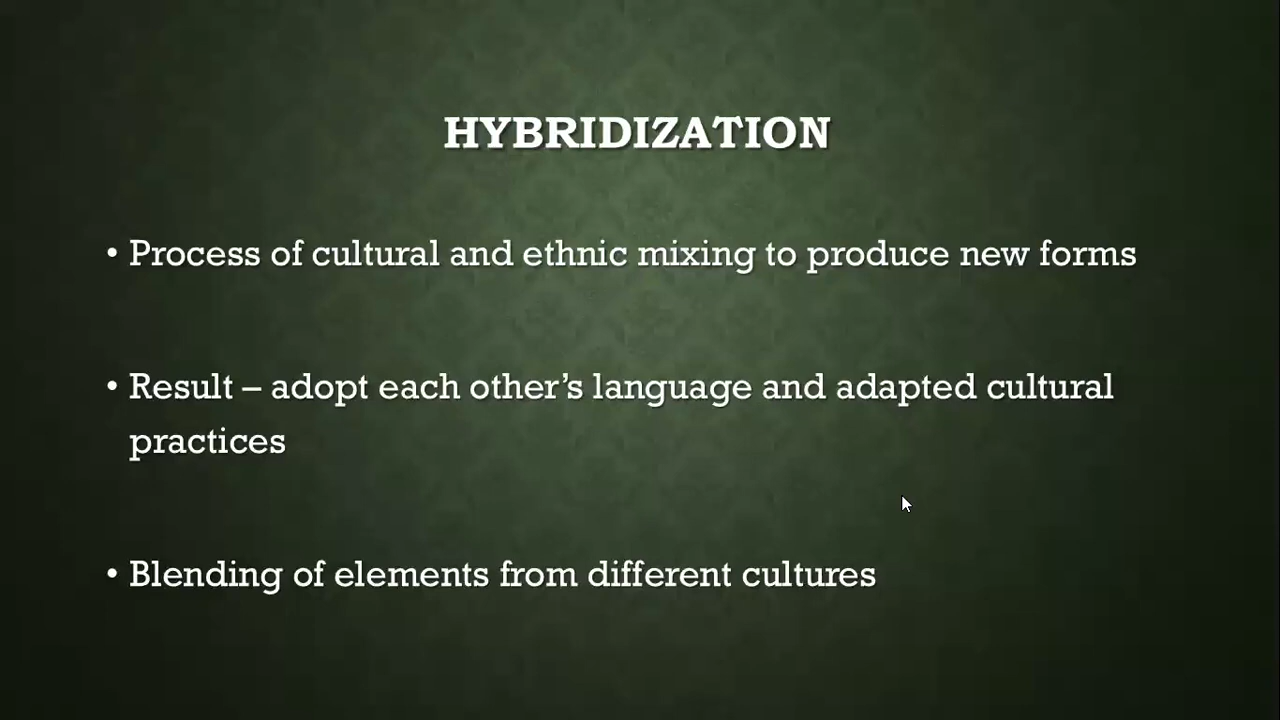 HYBRIDIZATION
• Process of cultural and ethnic mixing to produce new forms
• Result – adopt each other’s language and adapted cultural
practices
• Blending of elements from different cultures